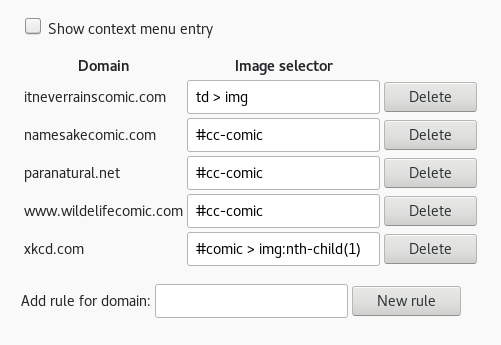 Show context menu entry
Domain Image selector
itneverrainscomic.com td > img Delete
namesakecomic.com #cc-comic Delete
paranatural.net #cc-comic Delete
www.wildelifecomic.com #cc-comic Delete
xkcd.com #comic > img:nth-child(1) Delete
Add rule for domain: New rule